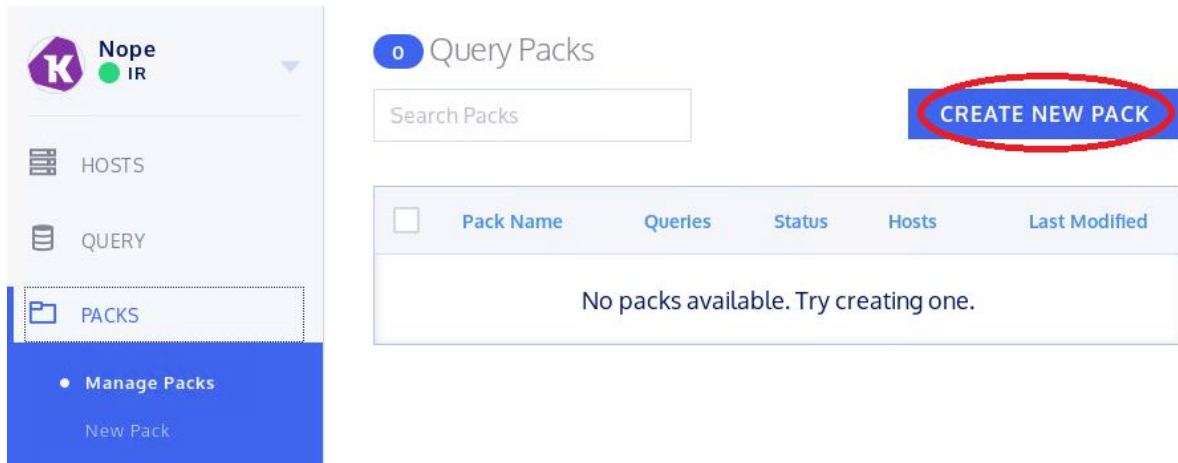 K
Nope
IR
HOSTS
QUERY
PACKS
Manage Packs
New Pack
0 Query Packs
Search Packs
CREATE NEW PACK
Pack Name Queries Status Hosts Last Modified
No packs available. Try creating one.